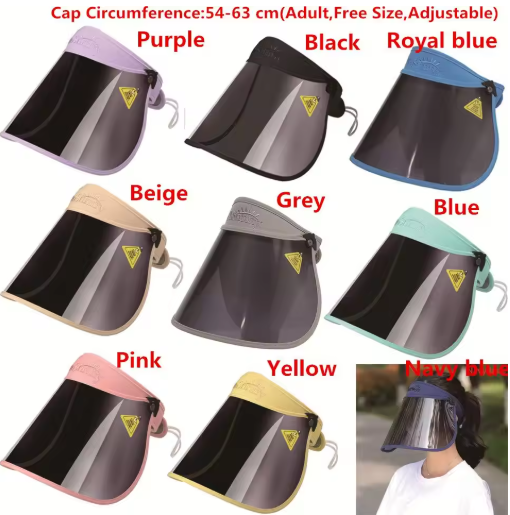 Cap Circumference:54-63 cm(Adult,Free Size,Adjustable)
Purple
Black
Royal blue
Beige
Grey
Blue
Pink
Yellow
Navy blue